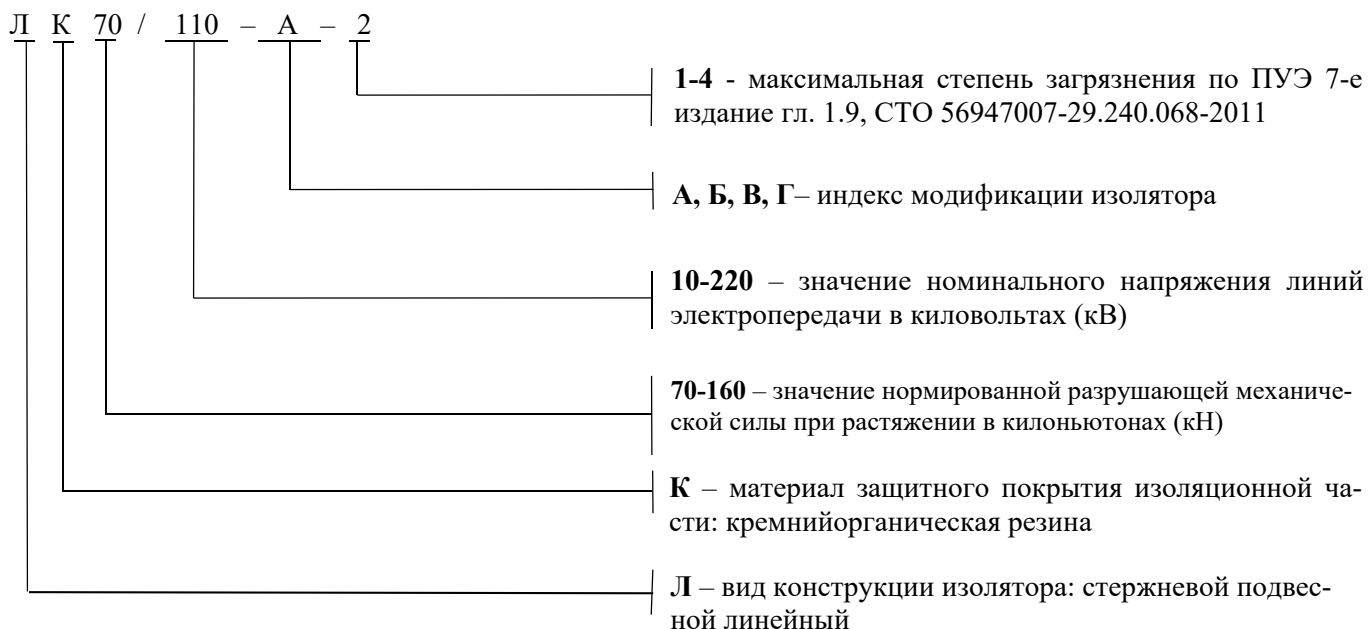 Л К 70 / 110 – А – 2
1-4 - максимальная степень загрязнения по ПУЭ 7-е
издание гл. 1.9, СТО 56947007-29.240.068-2011
А, Б, В, Г– индекс модификации изолятора
10-220 – значение номинального напряжения линий
электропередачи в киловольтах (кВ)
70-160 – значение нормированной разрушающей механиче-
ской силы при растяжении в килоньютонах (кН)
К – материал защитного покрытия изоляционной ча-
сти: кремнийорганическая резина
Л – вид конструкции изолятора: стержневой подвес-
ной линейный